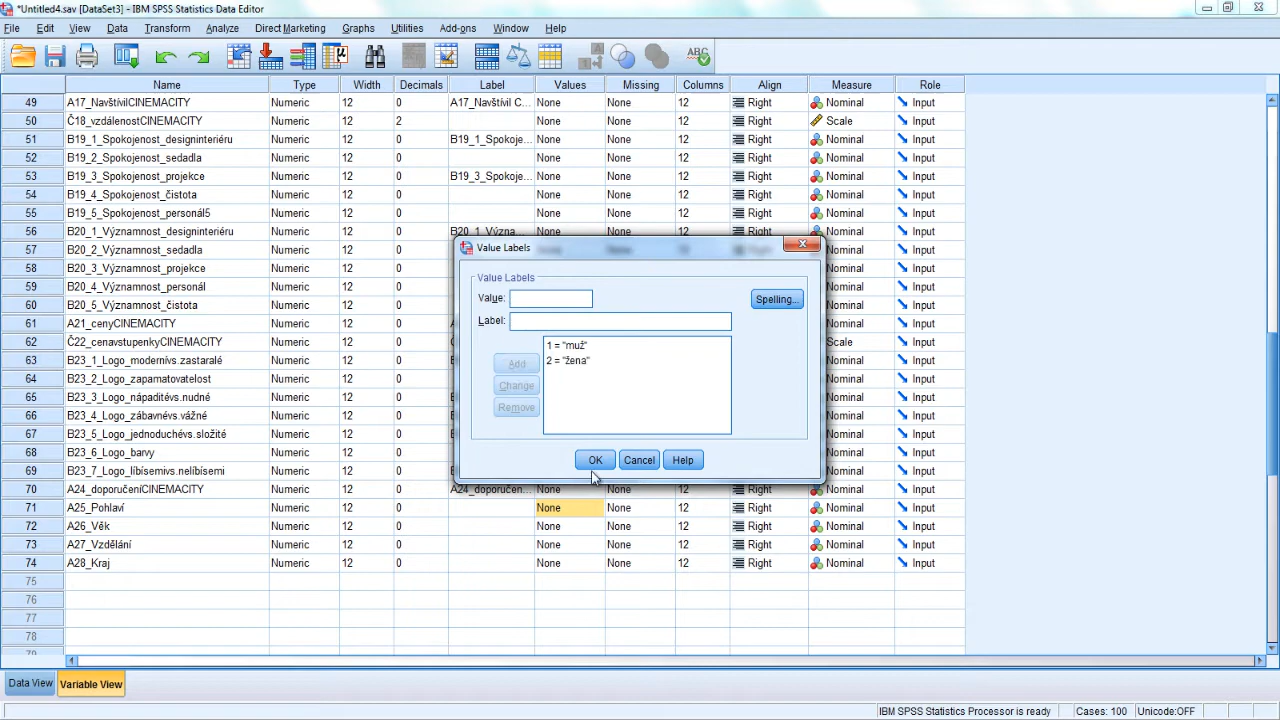 *Untitled4.sav [DataSet3] - IBM SPSS Statistics Data Editor
File Edit View Data Transform Analyze Direct Marketing Graphs Utilities Add-ons Window Help
Name Type Width Decimals Label Values Missing Columns Align Measure Role
49 A17_NavštívilCINEMACITY Numeric 12 0 A17_Navštívil C... None None 12 Right Nominal Input
50 Č18_vzdálenostCINEMACITY Numeric 12 2 None None 12 Right Scale Input
51 B19_1_Spokojenost_designinteriéru Numeric 12 0 B19_1_Spokoje... None None 12 Right Nominal Input
52 B19_2_Spokojenost_sedadla Numeric 12 0 None None 12 Right Nominal Input
53 B19_3_Spokojenost_projekce Numeric 12 0 B19_3_Spokoje... None None 12 Right Nominal Input
54 B19_4_Spokojenost_čistota Numeric 12 0 None None 12 Right Nominal Input
55 B19_5_Spokojenost_personál5 Numeric 12 0 None None 12 Right Nominal Input
56 B20_1_Významnost_designinteriéru Numeric 12 0 B20_1_Význa... None None 12 Right Nominal Input
57 B20_2_Významnost_sedadla Numeric 12 0 Nominal Input
58 B20_3_Významnost_projekce Numeric 12 0 Nominal Input
59 B20_4_Významnost_personál Numeric 12 0 Nominal Input
60 B20_5_Významnost_čistota Numeric 12 0 Nominal Input
61 A21_cenyCINEMACITY Numeric 12 0 Nominal Input
62 Č22_cenavstupenkyCINEMACITY Numeric 12 0 Scale Input
63 B23_1_Logo_modernívs.zastaralé Numeric 12 0 Nominal Input
64 B23_2_Logo_zapamatovatelost Numeric 12 0 Nominal Input
65 B23_3_Logo_nápaditévs.nudné Numeric 12 0 Nominal Input
66 B23_4_Logo_zábavnévs.vážné Numeric 12 0 Nominal Input
67 B23_5_Logo_jednoduchévs.složité Numeric 12 0 Nominal Input
68 B23_6_Logo_barvy Numeric 12 0 Nominal Input
69 B23_7_Logo_líbísemivs.nelíbísemi Numeric 12 0 Nominal Input
70 A24_doporučeníCINEMACITY Numeric 12 0 A24_doporučen... None None 12 Right Nominal Input
71 A25_Pohlaví Numeric 12 0 None None 12 Right Nominal Input
72 A26_Věk Numeric 12 0 None None 12 Right Nominal Input
73 A27_Vzdělání Numeric 12 0 None None 12 Right Nominal Input
74 A28_Kraj Numeric 12 0 None None 12 Right Nominal Input
75
76
77
78
79
Value Labels
Value Labels
Value:
Spelling...
Label:
1 = "muž"
2 = "žena"
Add
Change
Remove
OK Cancel Help
Data View Variable View
IBM SPSS Statistics Processor is ready Cases: 100 Unicode:OFF